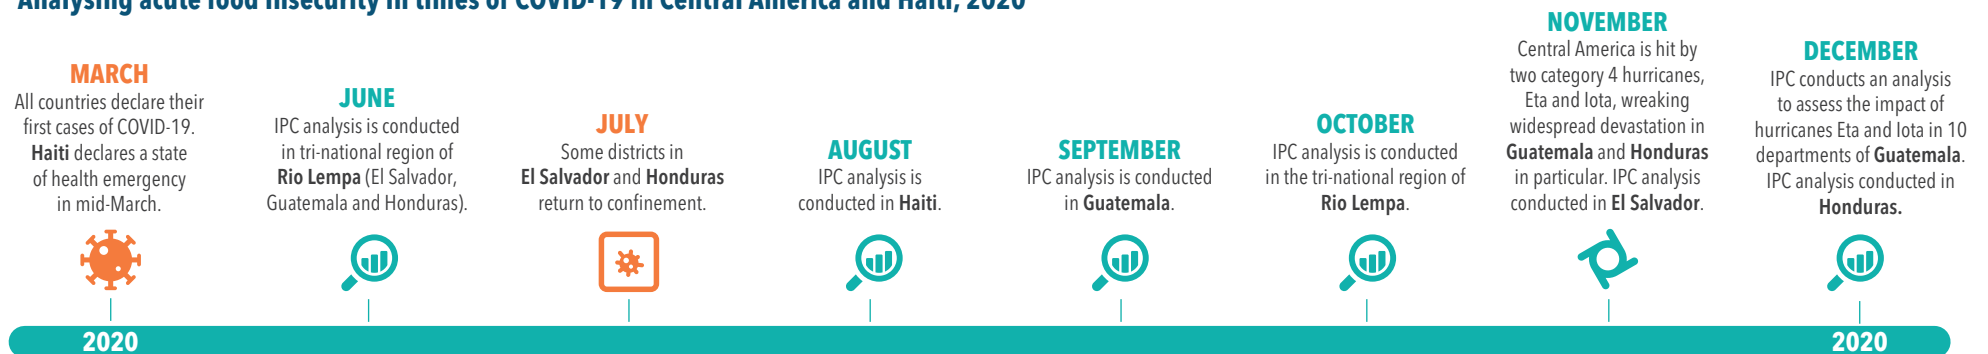 Analysing acute food insecurity in times of COVID-19 in Central America and Haiti, 2020
MARCH
All countries declare their
first cases of COVID-19.
Haiti declares a state
of health emergency
in mid-March.
JUNE
IPC analysis is conducted
in tri-national region of
Rio Lempa (El Salvador,
Guatemala and Honduras).
JULY
Some districts in
El Salvador and Honduras
return to confinement.
AUGUST
IPC analysis is
conducted in Haiti.
SEPTEMBER
IPC analysis is conducted
in Guatemala.
OCTOBER
IPC analysis is conducted
in the tri-national region of
Rio Lempa.
NOVEMBER
Central America is hit by
two category 4 hurricanes,
Eta and Iota, wreaking
widespread devastation in
Guatemala and Honduras
in particular. IPC analysis
conducted in El Salvador.
DECEMBER
IPC conducts an analysis
to assess the impact of
hurricanes Eta and Iota in 10
departments of Guatemala.
IPC analysis conducted in
Honduras.
2020
2020